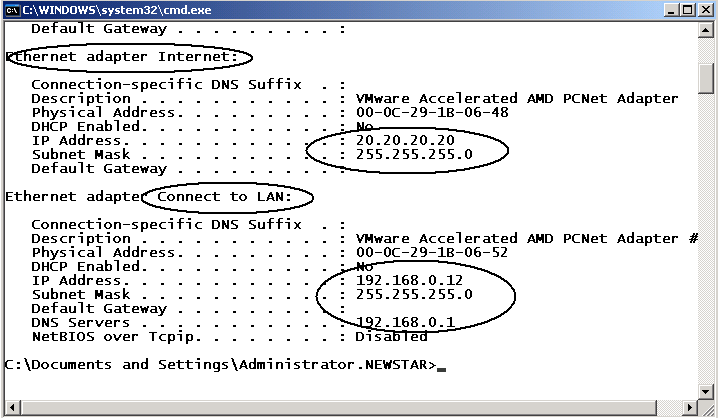 C:\WINDOWS\system32\cmd.exe
Default Gateway . . . . . . . . . :
Ethernet adapter Internet:
Connection-specific DNS Suffix . :
Description . . . . . . . . . . . : VMware Accelerated AMD PCNet Adapter
Physical Address. . . . . . . . . : 00-0C-29-1B-06-48
DHCP Enabled. . . . . . . . . . . : No
IP Address. . . . . . . . . . . . : 20.20.20.20
Subnet Mask . . . . . . . . . . . : 255.255.255.0
Default Gateway . . . . . . . . . :
Ethernet adapter Connect to LAN:
Connection-specific DNS Suffix . :
Description . . . . . . . . . . . : VMware Accelerated AMD PCNet Adapter #
Physical Address. . . . . . . . . : 00-0C-29-1B-06-52
DHCP Enabled. . . . . . . . . . . : No
IP Address. . . . . . . . . . . . : 192.168.0.12
Subnet Mask . . . . . . . . . . . : 255.255.255.0
Default Gateway . . . . . . . . . :
DNS Servers . . . . . . . . . . . : 192.168.0.1
NetBIOS over Tcpip. . . . . . . . : Disabled
C:\Documents and Settings\Administrator.NEWSTAR>_